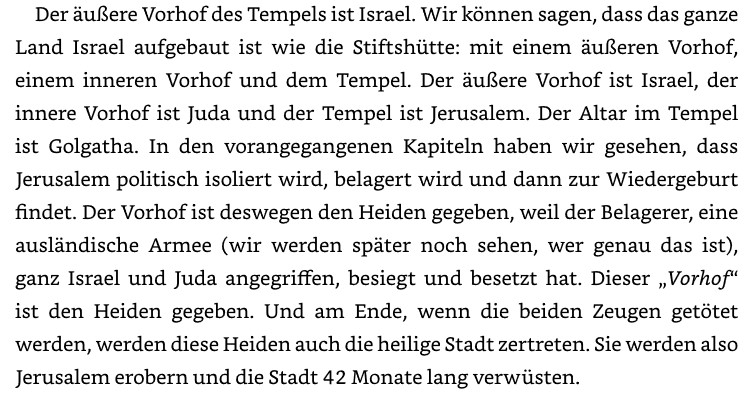 Der äußere Vorhof des Tempels ist Israel. Wir können sagen, dass das ganze
Land Israel aufgebaut ist wie die Stiftshütte: mit einem äußeren Vorhof,
einem inneren Vorhof und dem Tempel. Der äußere Vorhof ist Israel, der
innere Vorhof ist Juda und der Tempel ist Jerusalem. Der Altar im Tempel
ist Golgatha. In den vorangegangenen Kapiteln haben wir gesehen, dass
Jerusalem politisch isoliert wird, belagert wird und dann zur Wiedergeburt
findet. Der Vorhof ist deswegen den Heiden gegeben, weil der Belagerer, eine
ausländische Armee (wir werden später noch sehen, wer genau das ist),
ganz Israel und Juda angegriffen, besiegt und besetzt hat. Dieser „Vorhof“
ist den Heiden gegeben. Und am Ende, wenn die beiden Zeugen getötet
werden, werden diese Heiden auch die heilige Stadt zertreten. Sie werden also
Jerusalem erobern und die Stadt 42 Monate lang verwüsten.